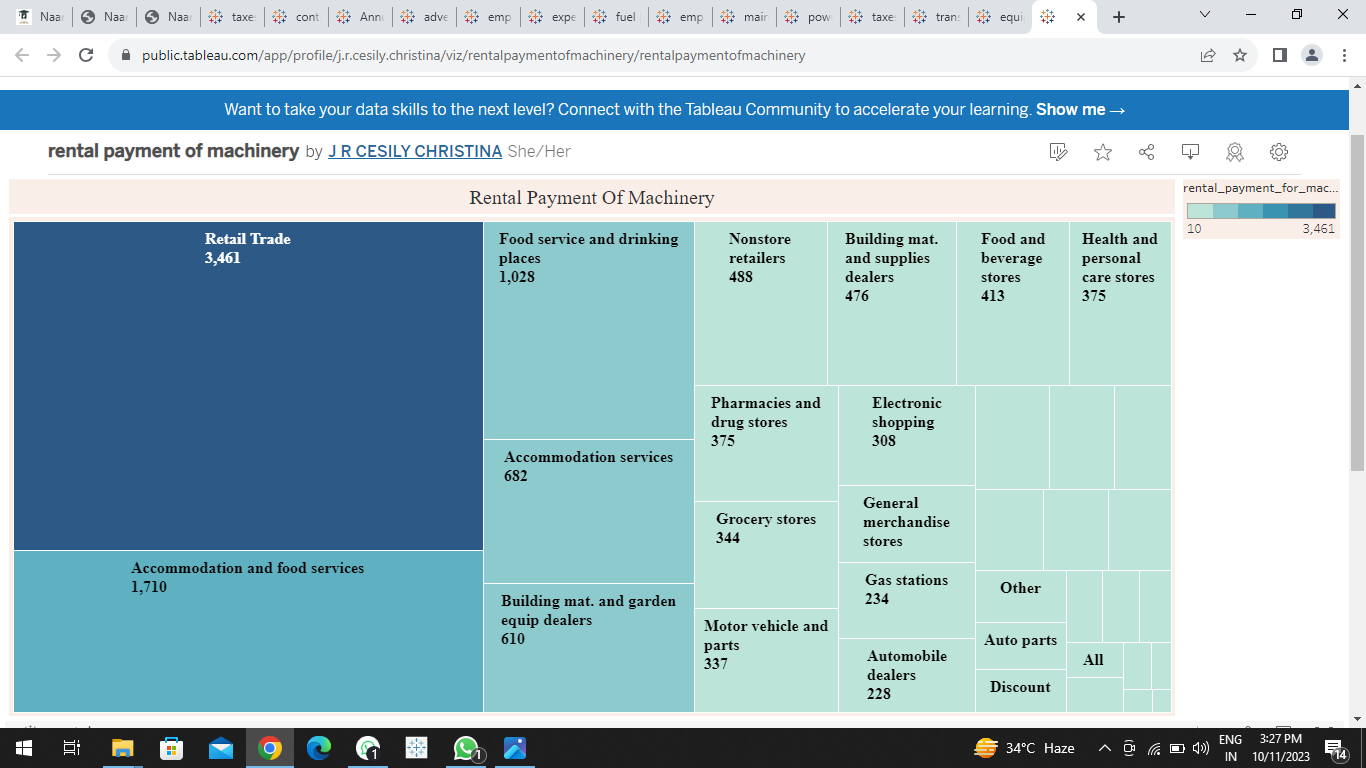 Naa
Naa
Naa
taxe
cont
Annu
adve
emp
expe
fuel
emp
main
pow
taxe
trans
equi
public.tableau.com/app/profile/j.r.cesily.christina/viz/rentalpaymentofmachinery/rentalpaymentofmachinery
Want to take your data skills to the next level? Connect with the Tableau Community to accelerate your learning. Show me →
rental payment of machinery by J R CESILY CHRISTINA She/Her
Rental Payment Of Machinery
rental_payment_for_mac...
10 3,461
Retail Trade
3,461
Accommodation and food services
1,710
Food service and drinking
places
1,028
Accommodation services
682
Building mat. and garden
equip dealers
610
Nonstore
retailers
488
Building mat.
and supplies
dealers
476
Food and
beverage
stores
413
Health and
personal
care stores
375
Pharmacies and
drug stores
375
Grocery stores
344
Motor vehicle and
parts
337
Electronic
shopping
308
General
merchandise
stores
Gas stations
234
Automobile
dealers
228
Other
Auto parts
Discount
All
1
1
34°C Haze
ENG
IN
3:27 PM
10/11/2023
14